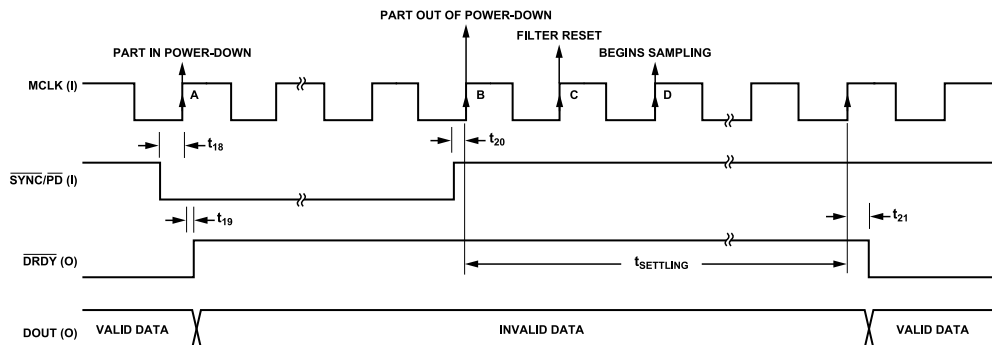 PART OUT OF POWER-DOWN
PART IN POWER-DOWN
FILTER RESET
BEGINS SAMPLING
MCLK (I)
A
B
C
D
t18
t20
SYNC/PD (I)
t19
t21
DRDY (O)
tSETTLING
DOUT (O)
VALID DATA
INVALID DATA
VALID DATA